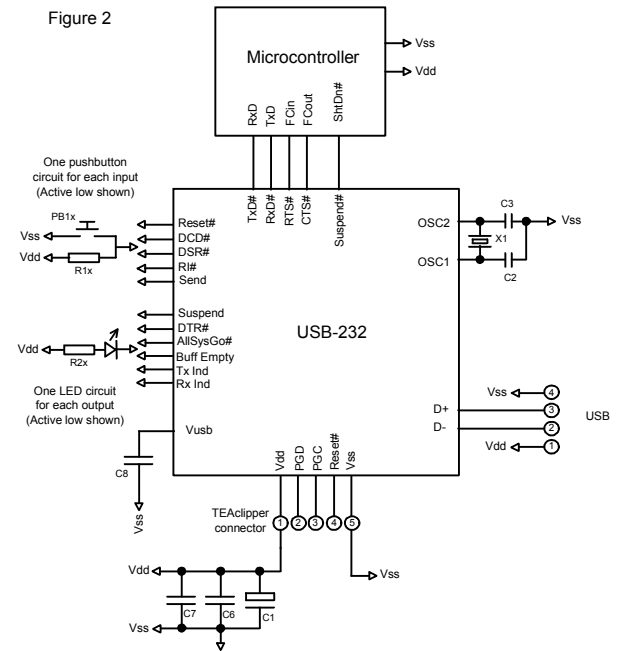 Figure 2
Microcontroller
Vss
Vdd
RxD
TxD
FCin
FCout
ShtDn#
One pushbutton
circuit for each input
(Active low shown)
PB1x
Vss
Vdd
R1x
TxD#
RxD#
RTS#
CTS#
Suspend#
Reset#
DCD#
DSR#
RI#
Send
OSC2
OSC1
C3
X1
C2
Vss
Suspend
DTR#
AllSysGo#
Buff Empty
Tx Ind
Rx Ind
USB-232
Vdd
R2x
One LED circuit
for each output
(Active low shown)
Vusb
C8
Vss
D+
D-
Vss
Vdd
4
3
2
1
USB
Vdd
PGD
PGC
Reset#
Vss
TEAclipper
connector
1
2
3
4
5
Vss
Vdd
C7
C6
C1
Vss